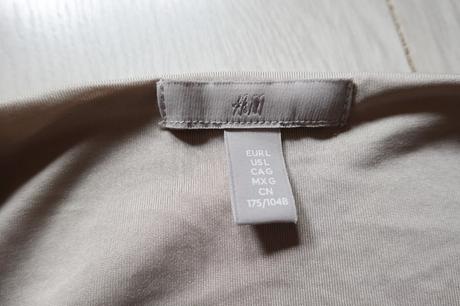 H&M
EUR L
US L
CA G
MX G
CN
175/104B